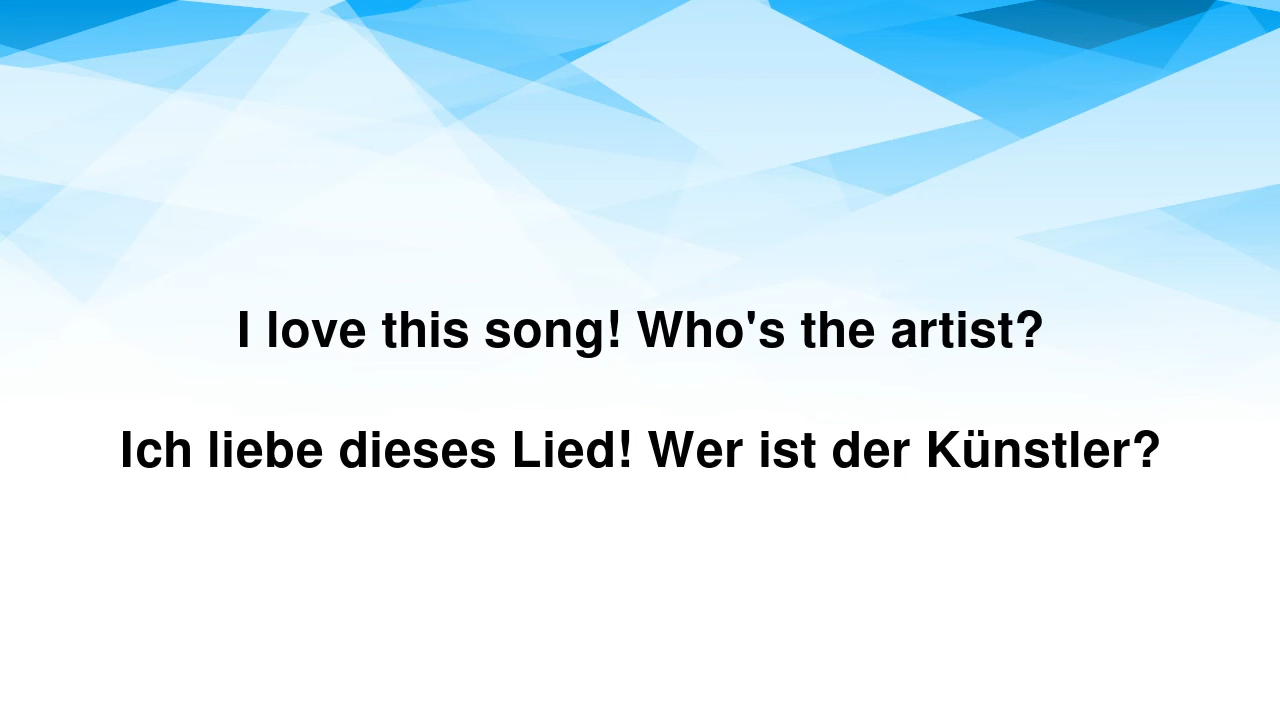 I love this song! Who's the artist?
Ich liebe dieses Lied! Wer ist der Künstler?